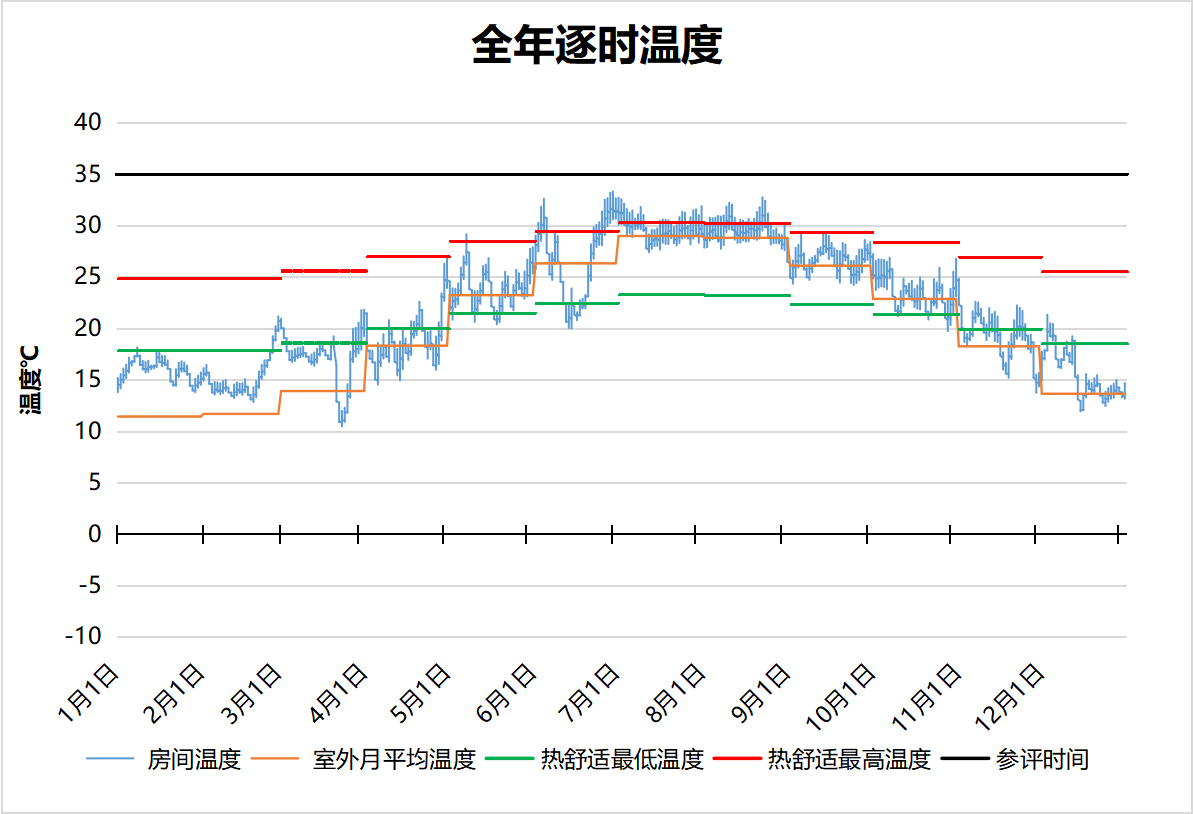 全年逐时温度
温度℃
40
35
30
25
20
15
10
5
0
-5
-10
1月1日
2月1日
3月1日
4月1日
5月1日
6月1日
7月1日
8月1日
9月1日
10月1日
11月1日
12月1日
房间温度 室外月平均温度 热舒适最低温度 热舒适最高温度 参评时间